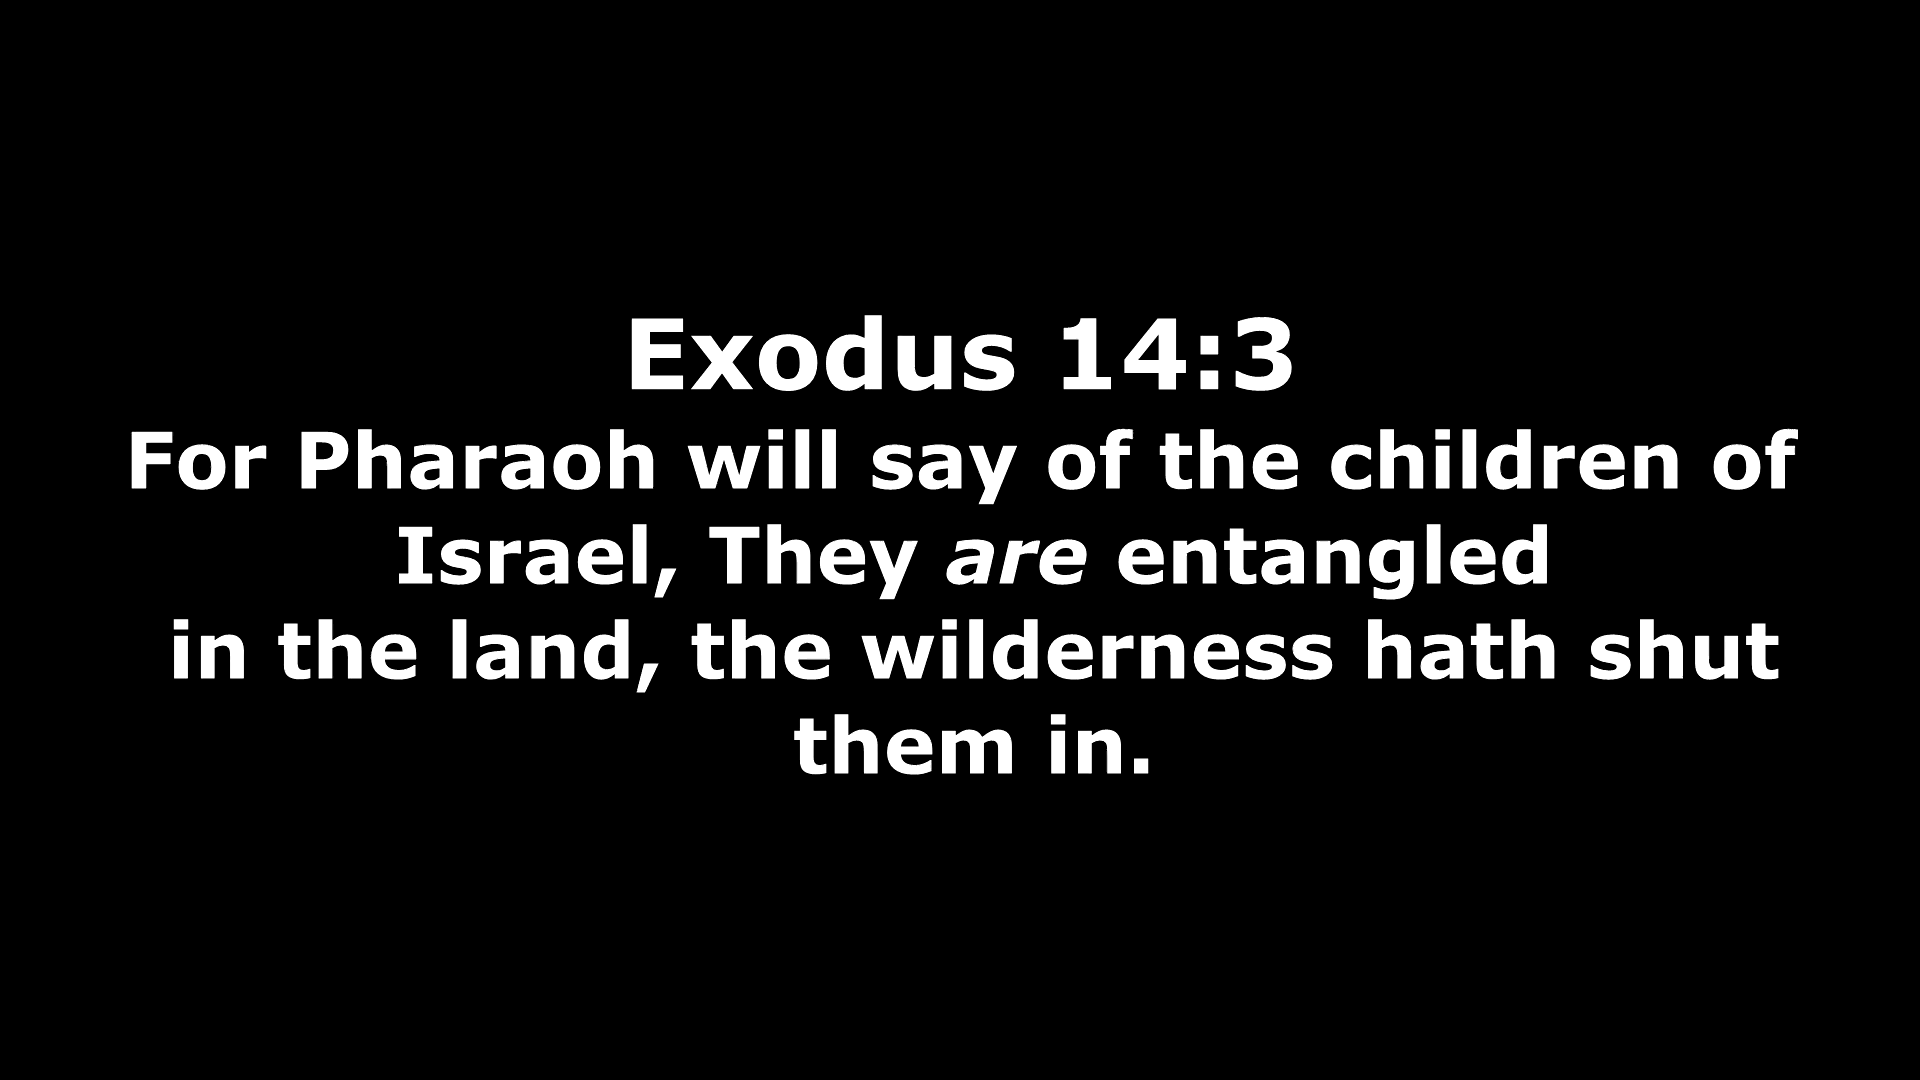 Exodus 14:3
For Pharaoh will say of the children of
Israel, They are entangled
in the land, the wilderness hath shut
them in.